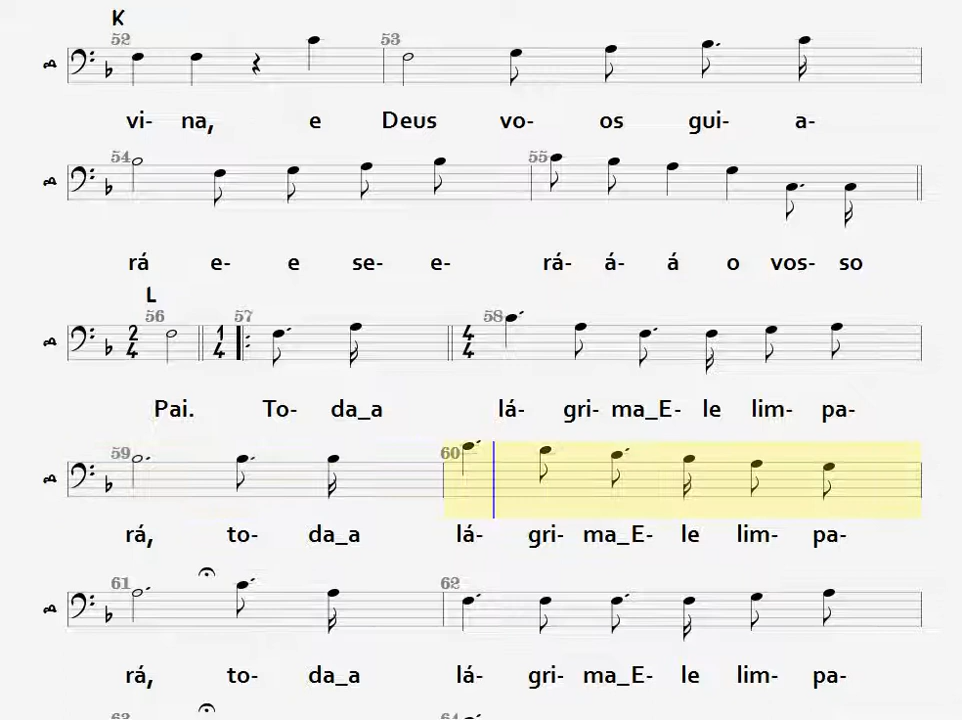 K
52 53
vi- na, e Deus vo- os gui- a-
54 55
rá e- e se- e- rá- á- á o vos- so
L
56 57 58
2 4 1 4 4 4
Pai. To- da_a lá- gri- ma_E- le lim- pa-
59 60
rá, to- da_a lá- gri- ma_E- le lim- pa-
61 62
rá, to- da_a lá- gri- ma_E- le lim- pa-